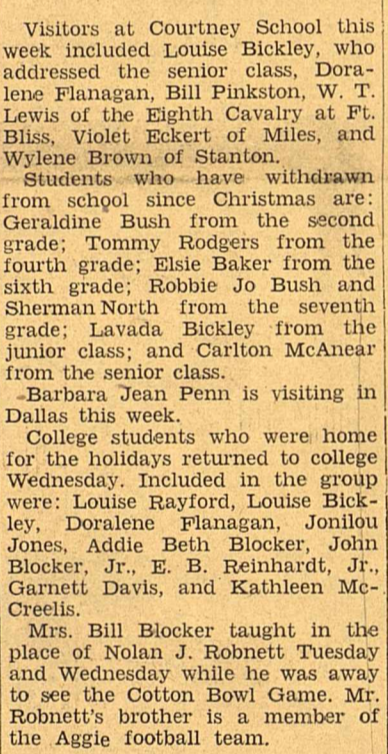 Visitors at Courtney School this
week included Louise Bickley, who
addressed the senior class, Dora-
lene Flanagan, Bill Pinkston, W. T.
Lewis of the Eighth Cavalry at Ft.
Bliss, Violet Eckert of Miles, and
Wylene Brown of Stanton.
Students who have withdrawn
from school since Christmas are:
Geraldine Bush from the second
grade; Tommy Rodgers from the
fourth grade; Elsie Baker from the
sixth grade; Robbie Jo Bush and
Sherman North from the seventh
grade; Lavada Bickley from the
junior class; and Carlton McAnear
from the senior class.
Barbara Jean Penn is visiting in
Dallas this week.
College students who were home
for the holidays returned to college
Wednesday. Included in the group
were: Louise Rayford, Louise Bick-
ley, Doralene Flanagan, Jonilou
Jones, Addie Beth Blocker, John
Blocker, Jr., E. B. Reinhardt, Jr.,
Garnett Davis, and Kathleen Mc-
Creelis.
Mrs. Bill Blocker taught in the
place of Nolan J. Robnett Tuesday
and Wednesday while he was away
to see the Cotton Bowl Game. Mr.
Robnett's brother is a member of
the Aggie football team.